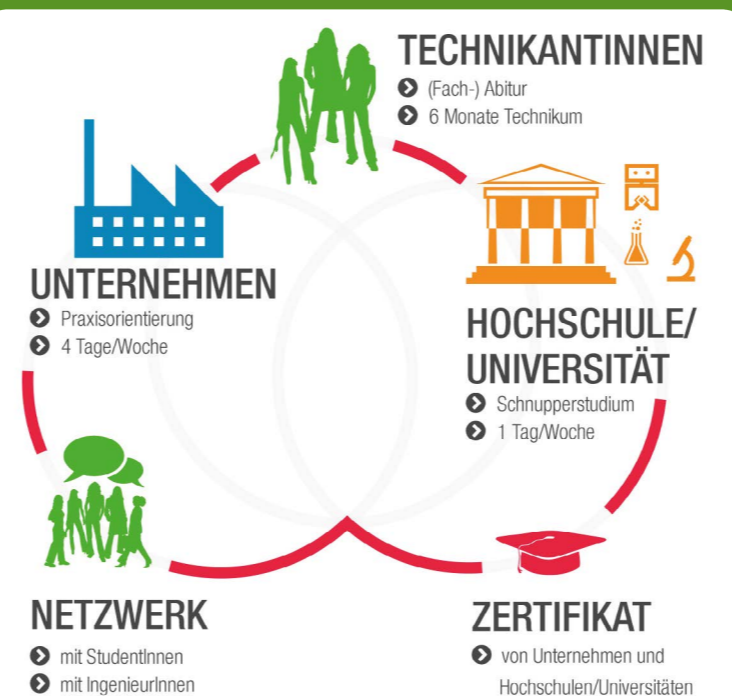 TECHNIKANTINNEN
(Fach-) Abitur
6 Monate Technikum
UNTERNEHMEN
Praxisorientierung
4 Tage/Woche
HOCHSCHULE/
UNIVERSITÄT
Schnupperstudium
1 Tag/Woche
NETZWERK
mit StudentInnen
mit IngenieurInnen
ZERTIFIKAT
von Unternehmen und
Hochschulen/Universitäten